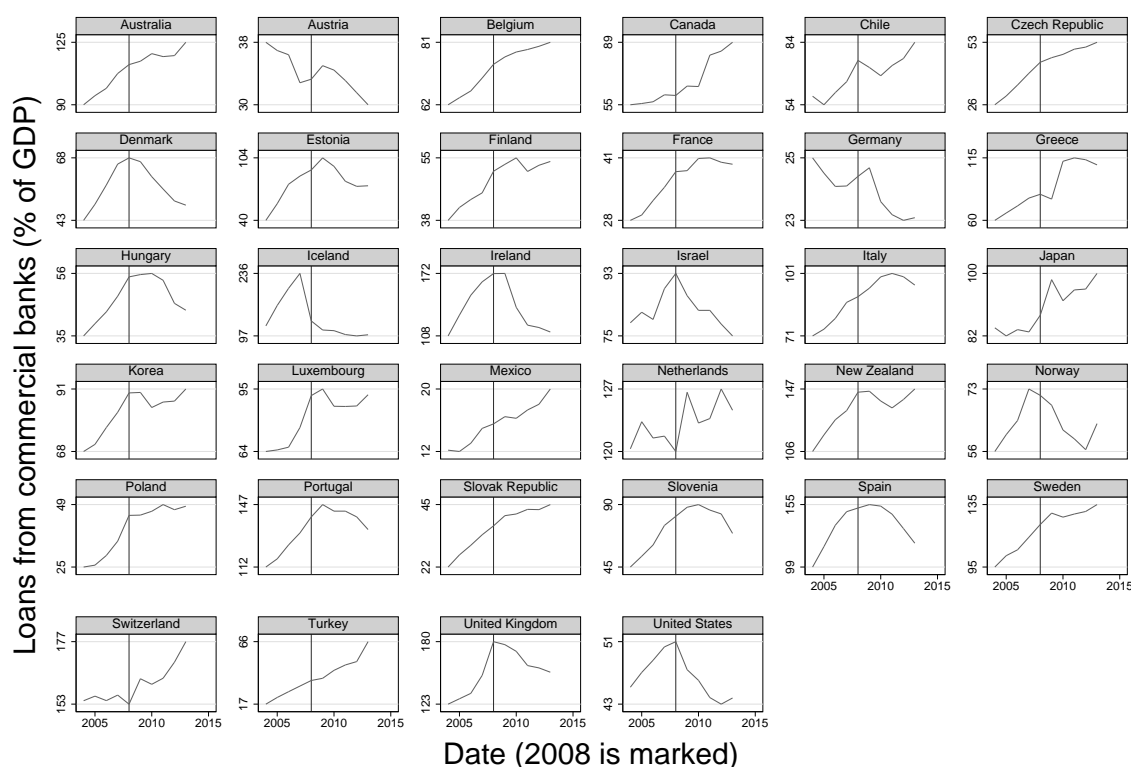 Loans from commercial banks (% of GDP)
Australia Austria Belgium Canada Chile Czech Republic
125 38 81 89 84 53
90 30 62 55 54 26
Denmark Estonia Finland France Germany Greece
68 104 55 41 25 115
43 40 38 28 23 60
Hungary Iceland Ireland Israel Italy Japan
56 236 172 93 101 100
35 97 108 75 71 82
Korea Luxembourg Mexico Netherlands New Zealand Norway
91 95 20 127 147 73
68 64 12 120 106 56
Poland Portugal Slovak Republic Slovenia Spain Sweden
49 147 45 90 155 135
25 112 22 45 99 95
2005 2010 2015 2005 2010 2015
Switzerland Turkey United Kingdom United States
177 66 180 51
153 17 123 43
2005 2010 2015 2005 2010 2015 2005 2010 2015 2005 2010 2015
Date (2008 is marked)